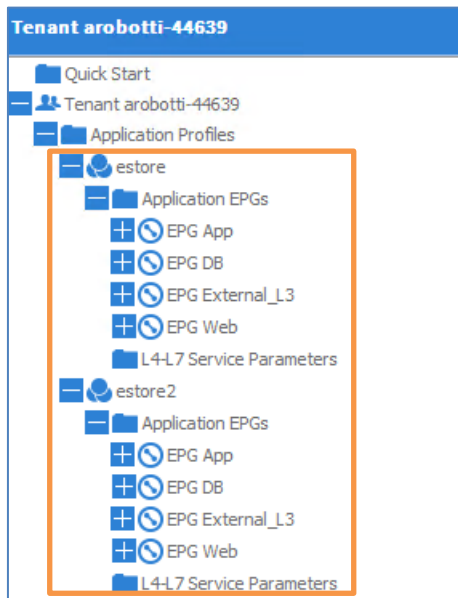 Tenant arobotti-44639
Quick Start
Tenant arobotti-44639
Application Profiles
estore
Application EPGs
EPG App
EPG DB
EPG External_L3
EPG Web
L4-L7 Service Parameters
estore2
Application EPGs
EPG App
EPG DB
EPG External_L3
EPG Web
L4-L7 Service Parameters